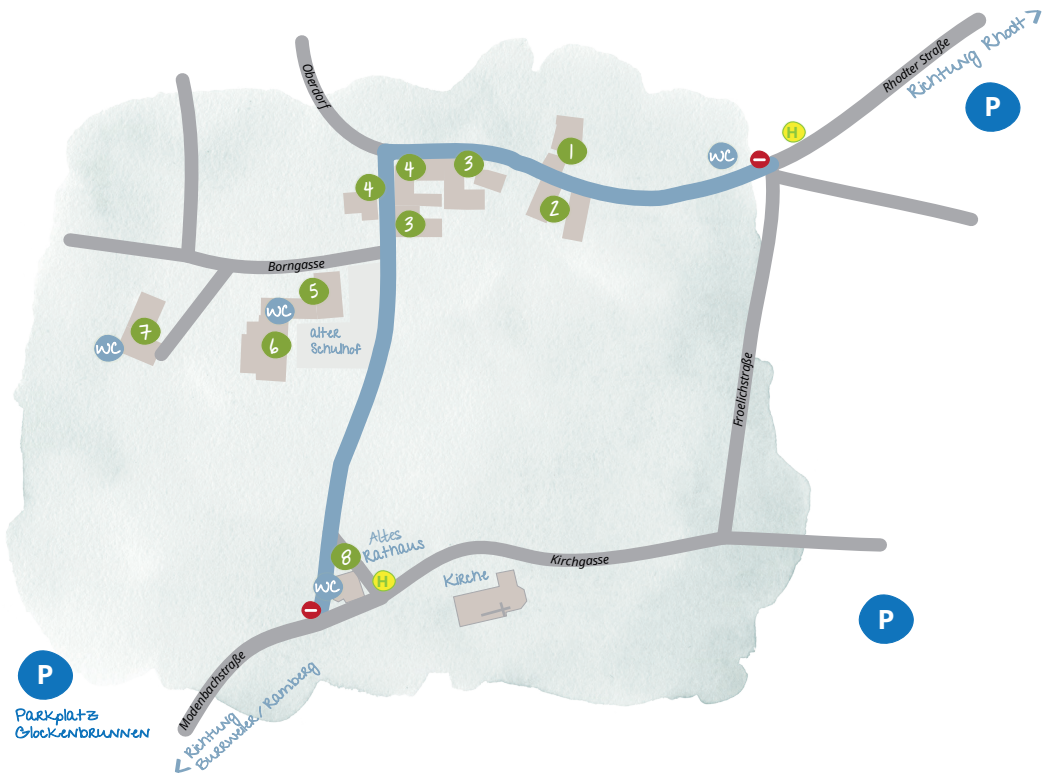 Richtung Rhodt
Rhodter Straße
Oberdorf
P
H
WC
1
2
3
4
4
3
Borngasse
5
WC
alter
Schulhof
6
7
WC
Froelichstraße
Altes
Rathaus
8
WC
H
Kirchgasse
Kirche
P
P
Parkplatz
Glockenbrunnen
Modenbachstraße
Richtung
Burrweiler/Ramberg